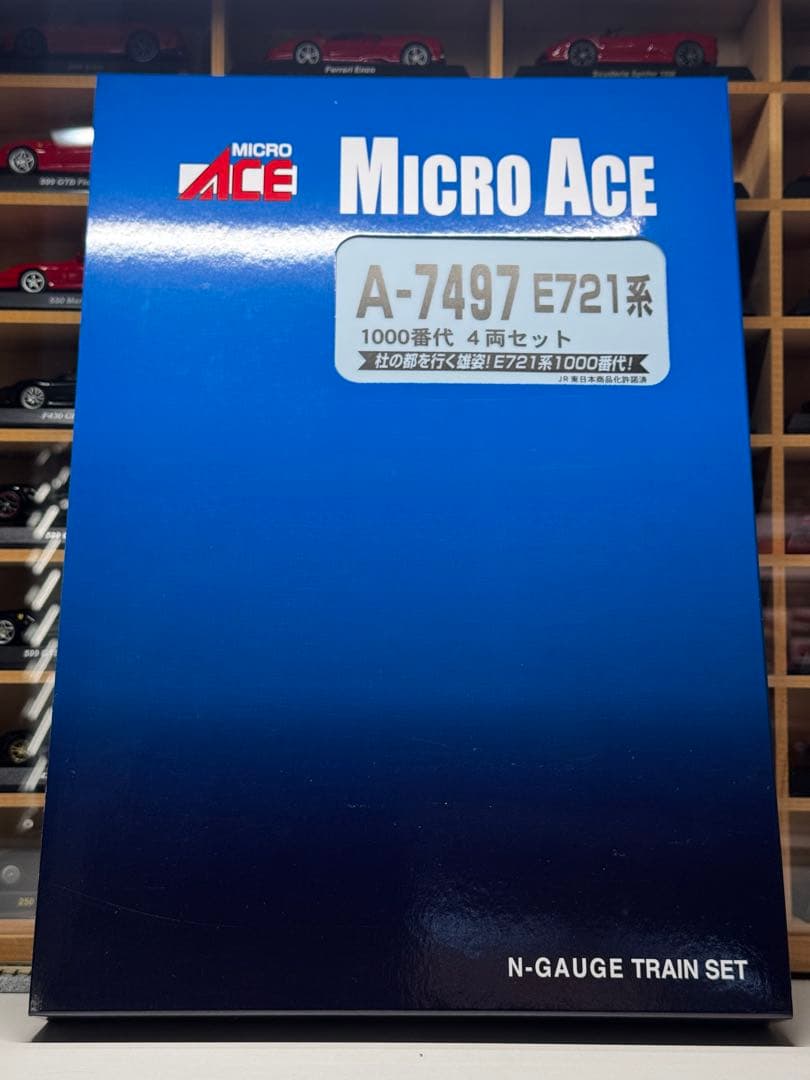 Ferrari Enzo
MICRO
ACE
MICRO ACE
A-7497 E721系
1000番代 4両セット
杜の都を行く雄姿!E721系1000番代!
JR東日本商品化許諾済
N-GAUGE TRAIN SET